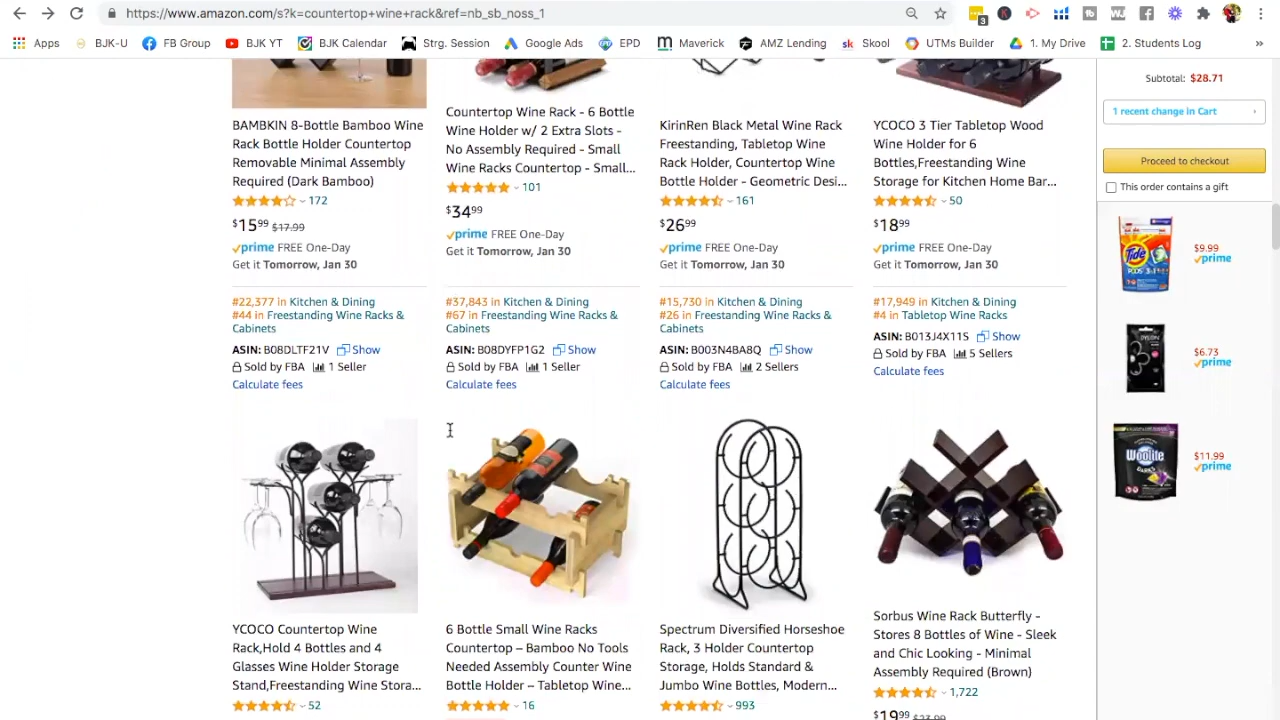 https://www.amazon.com/s?k=countertop+wine+rack&ref=nb_sb_noss_1
3
Apps
BJK-U
FB Group
BJK YT
BJK Calendar
Strg. Session
Google Ads
EPD
Maverick
AMZ Lending
Skool
UTMs Builder
1. My Drive
2. Students Log
»
BAMBKIN 8-Bottle Bamboo Wine
Rack Bottle Holder Countertop
Removable Minimal Assembly
Required (Dark Bamboo)
172
$15⁹⁹ $17.99
prime FREE One-Day
Get it Tomorrow, Jan 30
#22,377 in Kitchen & Dining
#44 in Freestanding Wine Racks &
Cabinets
ASIN: B08DLTF21V Show
Sold by FBA 1 Seller
Calculate fees
Countertop Wine Rack - 6 Bottle
Wine Holder w/ 2 Extra Slots -
No Assembly Required - Small
Wine Racks Countertop - Small...
101
$34⁹⁹
prime FREE One-Day
Get it Tomorrow, Jan 30
#37,843 in Kitchen & Dining
#67 in Freestanding Wine Racks &
Cabinets
ASIN: B08DYFP1G2 Show
Sold by FBA 1 Seller
Calculate fees
KirinRen Black Metal Wine Rack
Freestanding, Tabletop Wine
Rack Holder, Countertop Wine
Bottle Holder - Geometric Desi...
161
$26⁹⁹
prime FREE One-Day
Get it Tomorrow, Jan 30
#15,730 in Kitchen & Dining
#26 in Freestanding Wine Racks &
Cabinets
ASIN: B003N4BA8Q Show
Sold by FBA 2 Sellers
Calculate fees
YCOCO 3 Tier Tabletop Wood
Wine Holder for 6
Bottles,Freestanding Wine
Storage for Kitchen Home Bar...
50
$18⁹⁹
prime FREE One-Day
Get it Tomorrow, Jan 30
#17,949 in Kitchen & Dining
#4 in Tabletop Wine Racks
ASIN: B013J4X11S Show
Sold by FBA 5 Sellers
Calculate fees
YCOCO Countertop Wine
Rack,Hold 4 Bottles and 4
Glasses Wine Holder Storage
Stand,Freestanding Wine Stora...
52
6 Bottle Small Wine Racks
Countertop – Bamboo No Tools
Needed Assembly Counter Wine
Bottle Holder – Tabletop Wine...
16
Spectrum Diversified Horseshoe
Rack, 3 Holder Countertop
Storage, Holds Standard &
Jumbo Wine Bottles, Modern...
993
Sorbus Wine Rack Butterfly -
Stores 8 Bottles of Wine - Sleek
and Chic Looking - Minimal
Assembly Required (Brown)
1,722
$19⁹⁹ $23.99
Subtotal: $28.71
1 recent change in Cart
Proceed to checkout
This order contains a gift
Tide
PODS
$9.99
prime
DYLON
$6.73
prime
Woolite
DARKS
$11.99
prime